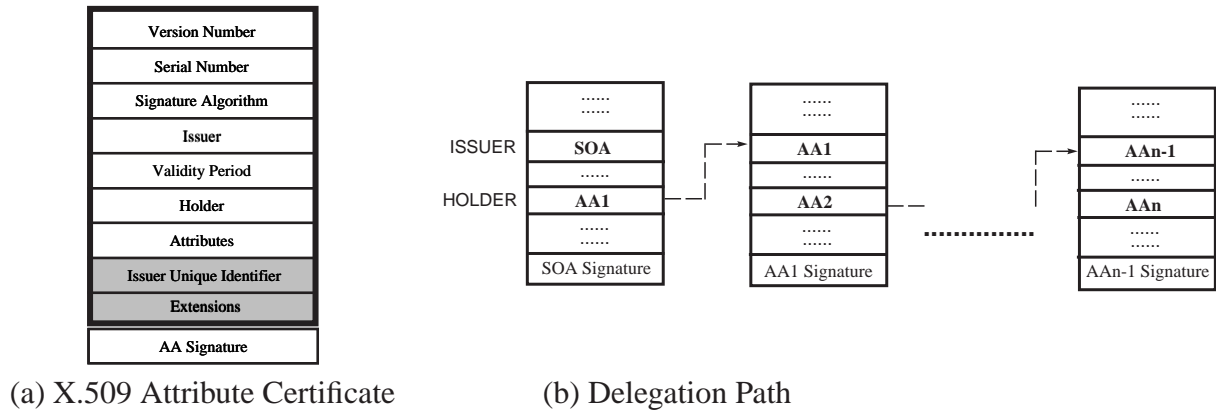 Version Number
Serial Number
Signature Algorithm
Issuer
Validity Period
Holder
Attributes
Issuer Unique Identifier
Extensions
AA Signature
(a) X.509 Attribute Certificate
ISSUER
HOLDER
......
......
SOA
......
AA1
......
......
SOA Signature
......
......
AA1
......
AA2
......
......
AA1 Signature
......
......
AAn-1
......
AAn
......
......
AAn-1 Signature
(b) Delegation Path